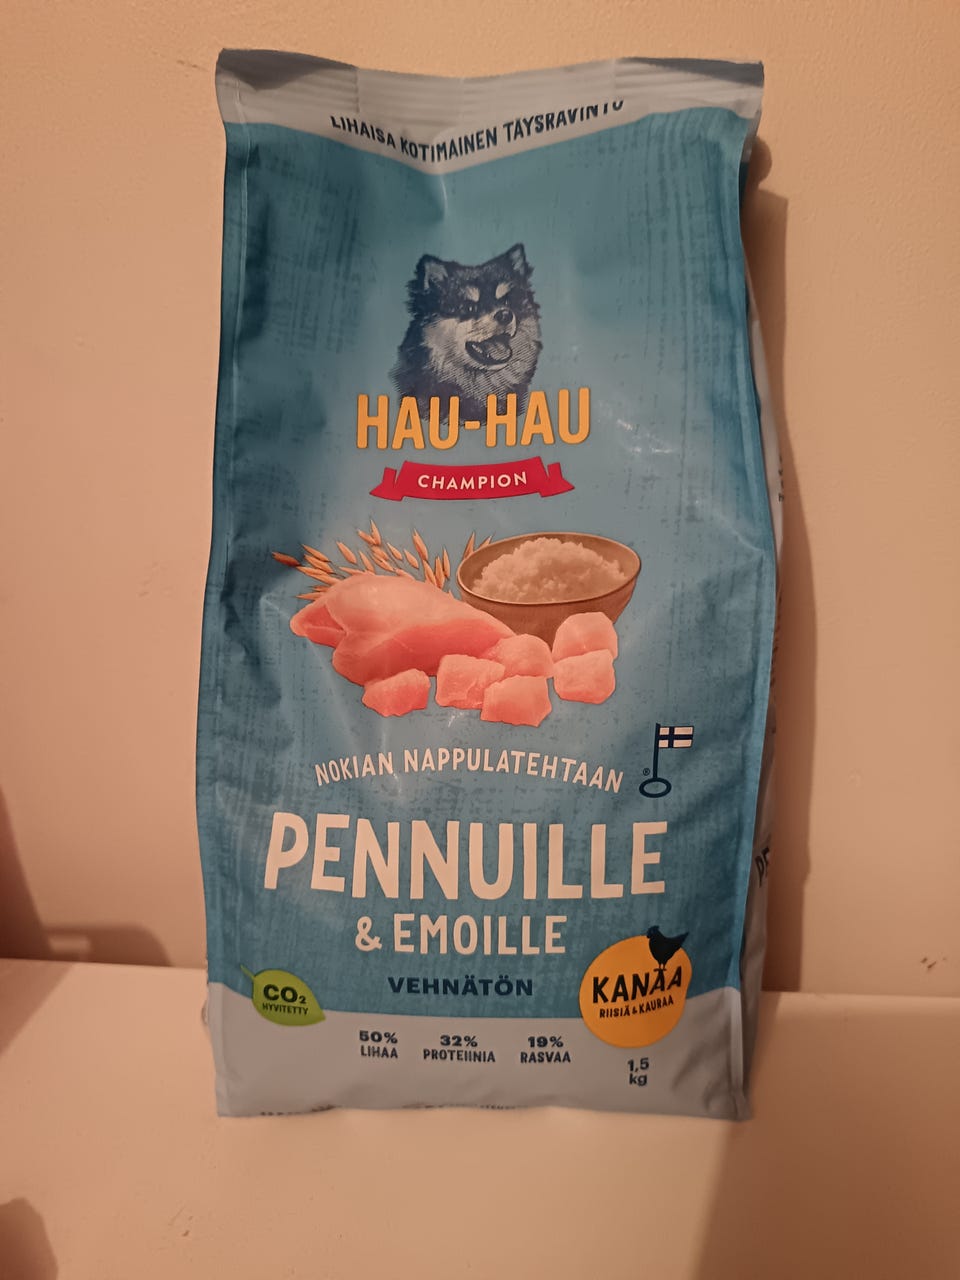 LIHAISA KOTIMAINEN TÄYSRAVINTO
HAU-HAU
CHAMPION
NOKIAN NAPPULATEHTAAN
®
PENNUILLE
& EMOILLE
VEHNÄTÖN
KANAA
RIISIÄ & KAURAA
CO₂
HYVITETTY
50%
LIHAA
32%
PROTEIINIA
19%
RASVAA
1,5
kg